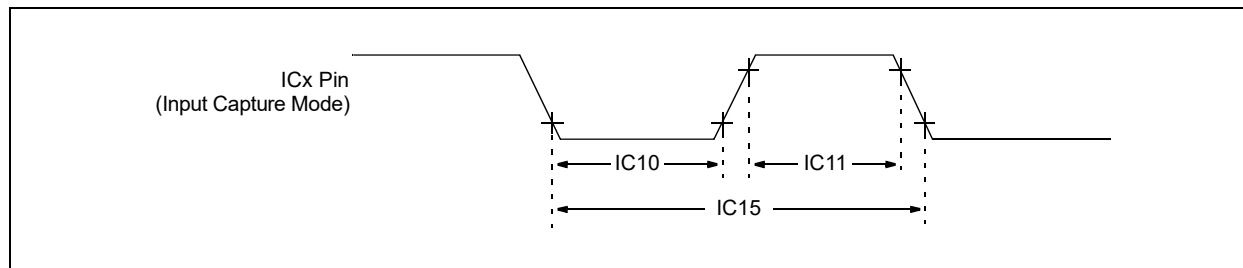 ICx Pin
(Input Capture Mode)
IC10
IC11
IC15